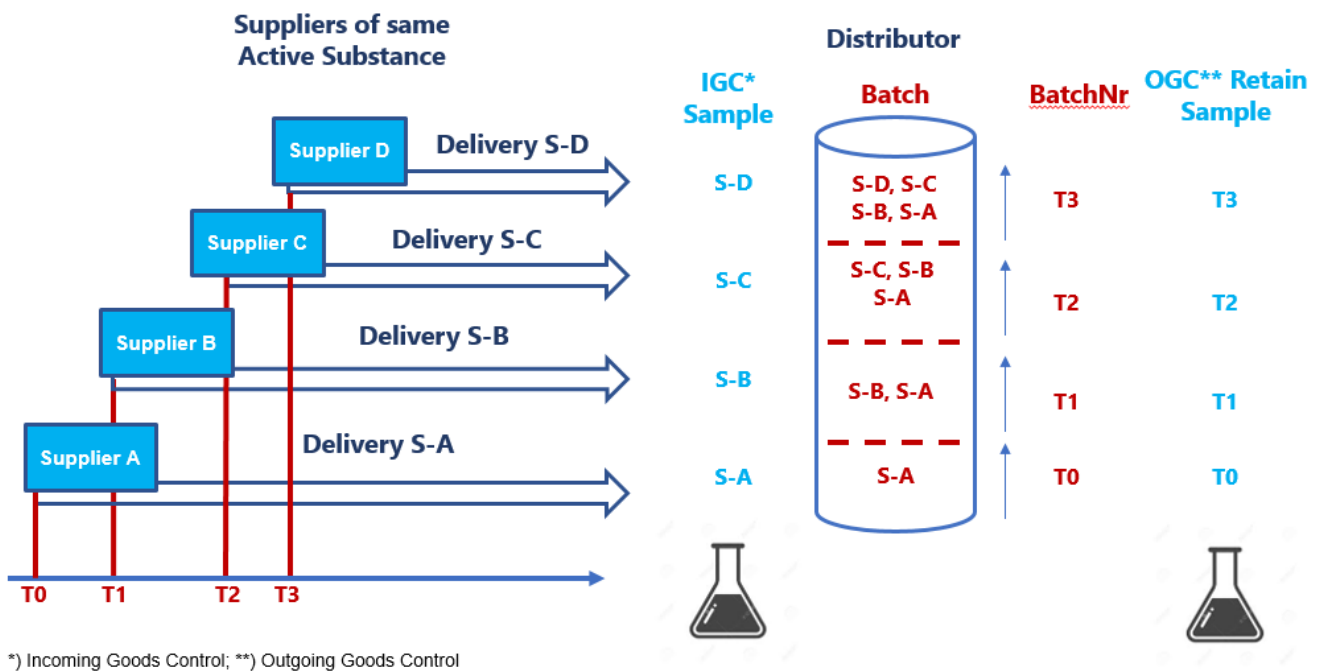 Suppliers of same
Active Substance
Distributor
IGC*
Sample
Batch
BatchNr
OGC** Retain
Sample
Supplier D
Delivery S-D
S-D
S-D, S-C
S-B, S-A
T3
T3
Supplier C
Delivery S-C
S-C
S-C, S-B
S-A
T2
T2
Supplier B
Delivery S-B
S-B
S-B, S-A
T1
T1
Supplier A
Delivery S-A
S-A
S-A
T0
T0
T0
T1
T2
T3
*) Incoming Goods Control; **) Outgoing Goods Control